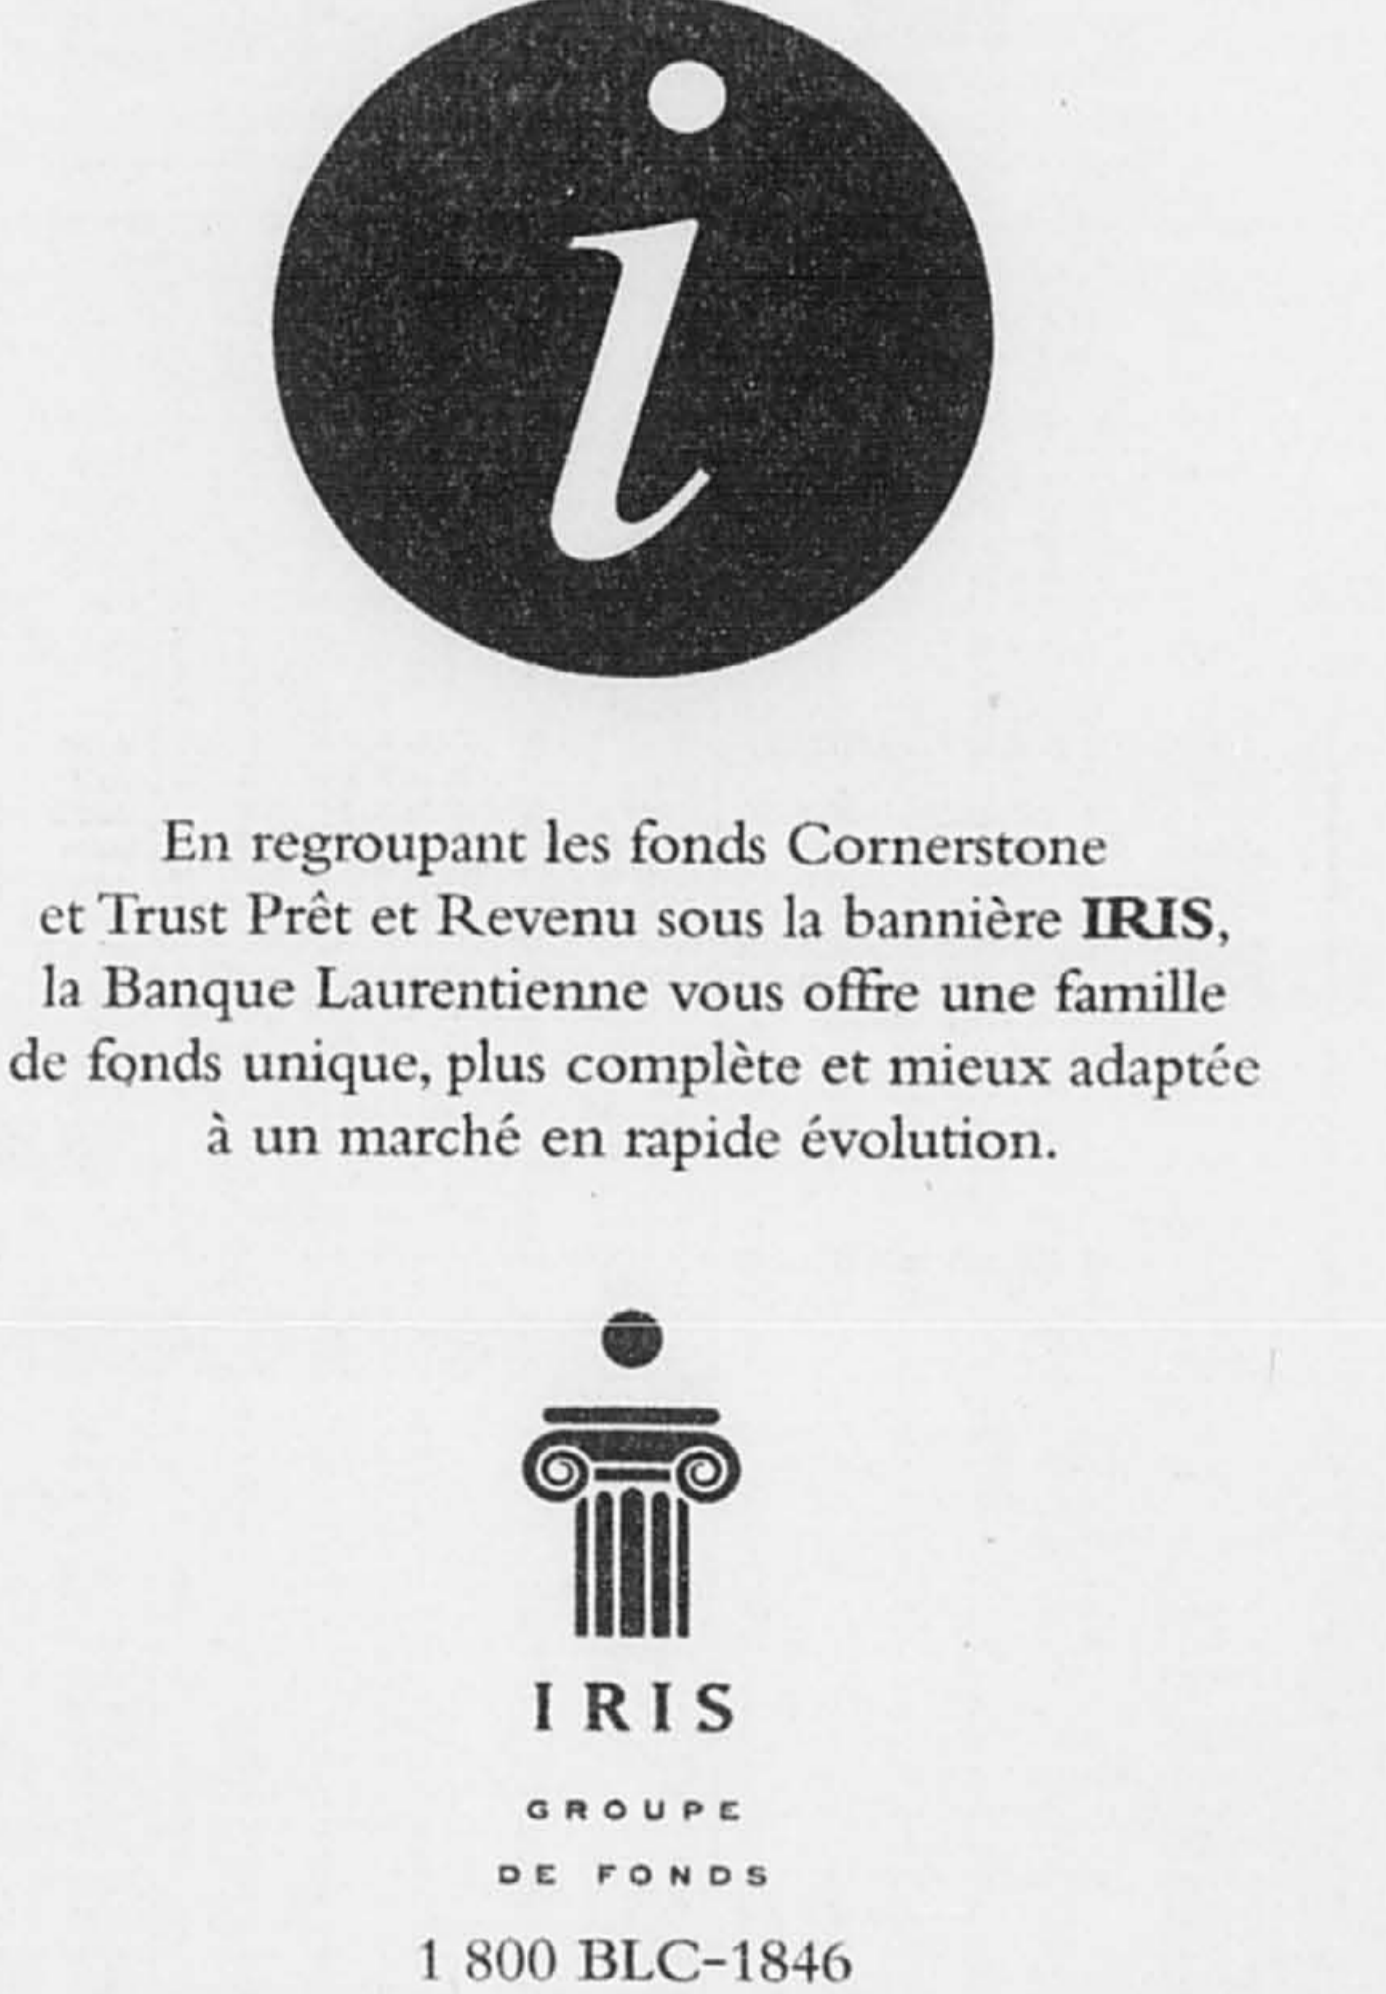 i
En regroupant les fonds Cornerstone
et Trust Prêt et Revenu sous la bannière IRIS,
la Banque Laurentienne vous offre une famille
de fonds unique, plus complète et mieux adaptée
à un marché en rapide évolution.
IRIS
GROUPE
DE FONDS
1 800 BLC-1846